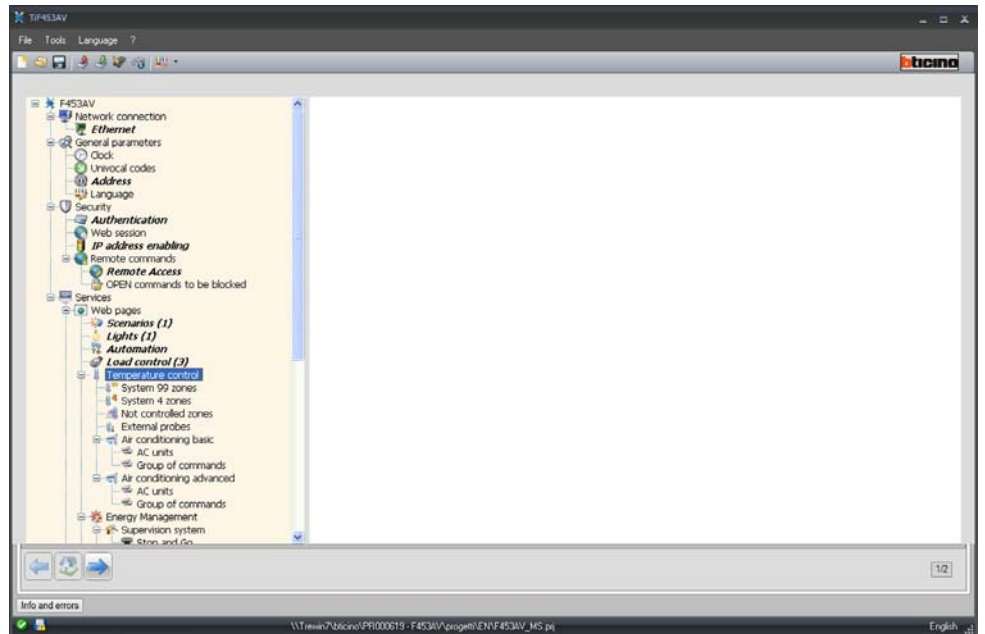 TiF453AV
File Tools Language ?
bticino
F453AV
Network connection
Ethernet
General parameters
Clock
Univocal codes
Address
Language
Security
Authentication
Web session
IP address enabling
Remote commands
Remote Access
OPEN commands to be blocked
Services
Web pages
Scenarios (1)
Lights (1)
Automation
Load control (3)
Temperature control
System 99 zones
System 4 zones
Not controlled zones
External probes
Air conditioning basic
AC units
Group of commands
Air conditioning advanced
AC units
Group of commands
Energy Management
Supervision system
Stop and Go
1/2
Info and errors
\\Trewin7\bticino\PR000619 - F453AV\progetti\EN\F453AV_MS.prj
English